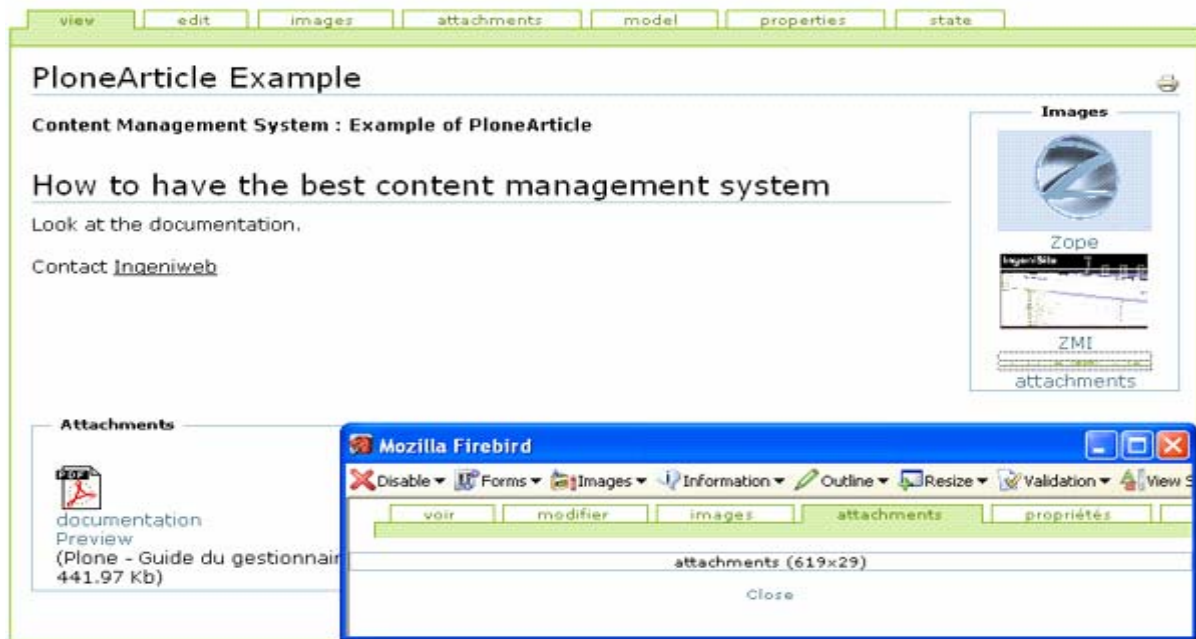 view edit images attachments model properties state
PloneArticle Example
Content Management System : Example of PloneArticle
How to have the best content management system
Look at the documentation.
Contact Ingeniweb
Images
Zope
IngeniSite
ZMI
attachments
Attachments
PDF
documentation
Preview
(Plone - Guide du gestionnair
441.97 Kb)
Mozilla Firebird
Disable Forms Images Information Outline Resize Validation View S
voir modifier images attachments propriétés
attachments (619x29)
Close